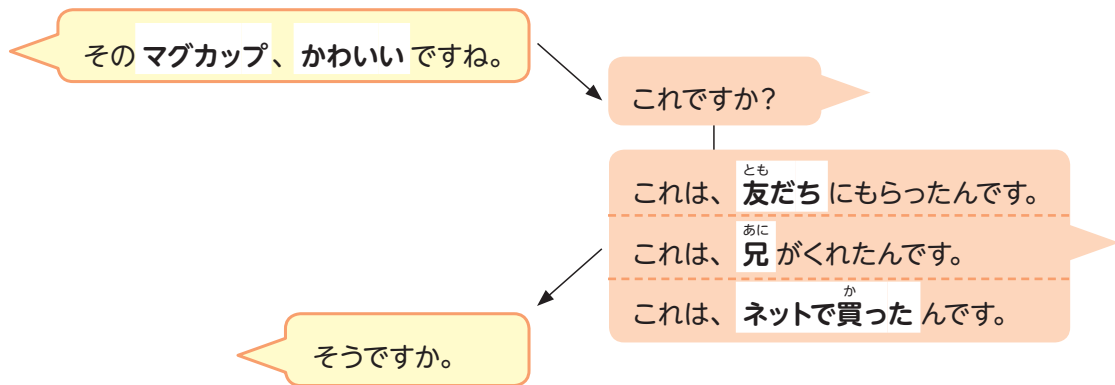 そのマグカップ、かわいいですね。
これですか?
とも
これは、友だちにもらったんです。
あに
これは、兄がくれたんです。
か
これは、ネットで買ったんです。
そうですか。